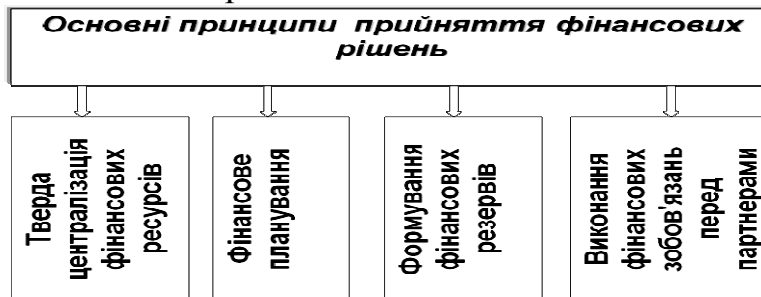 Основні принципи прийняття фінансових
рішень
Тверда
централізація
фінансових
ресурсів
Фінансове
планування
Формування
фінансових
резервів
Виконання
фінансових
зобов'язань
перед
партнерами